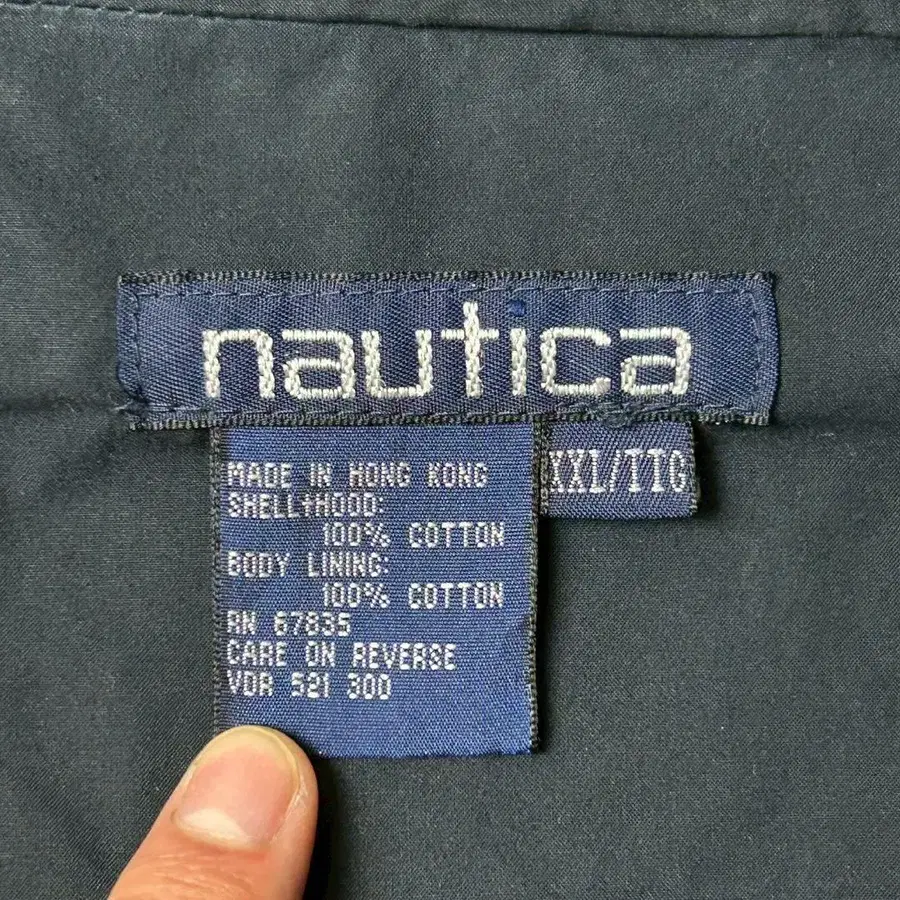 nautica
XXL/TTG
MADE IN HONG KONG
SHELL/HOOD:
100% COTTON
BODY LINING:
100% COTTON
RN 67835
CARE ON REVERSE
VDR 521 300